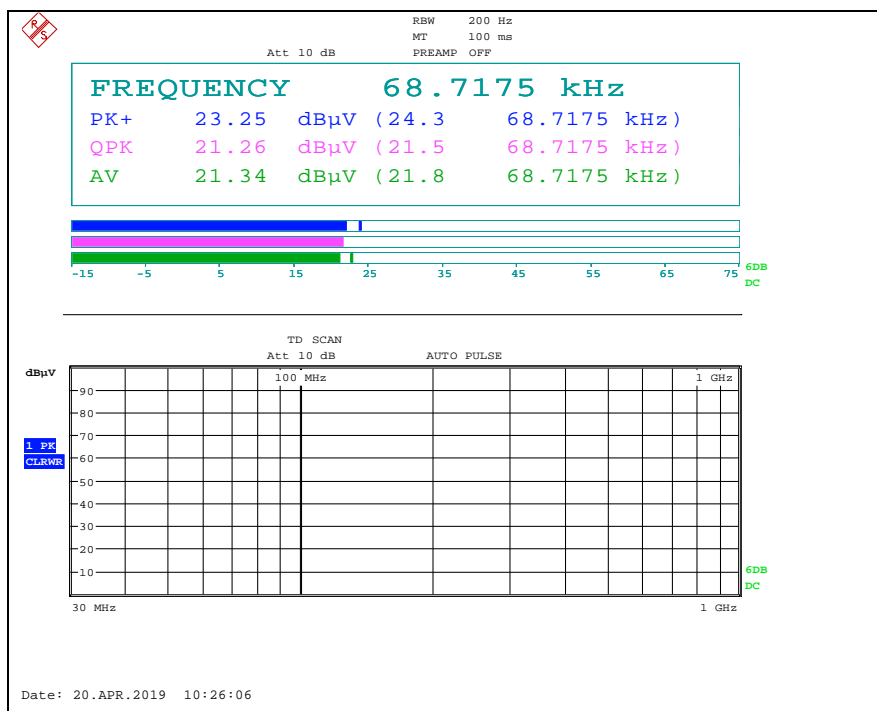 R S
RBW 200 Hz
MT 100 ms
Att 10 dB PREAMP OFF
FREQUENCY 68.7175 kHz
PK+ 23.25 dBµV (24.3 68.7175 kHz)
QPK 21.26 dBµV (21.5 68.7175 kHz)
AV 21.34 dBµV (21.8 68.7175 kHz)
-15 -5 5 15 25 35 45 55 65 75
6DB
DC
TD SCAN
Att 10 dB AUTO PULSE
dBµV
100 MHz 1 GHz
90
80
70
1 PK
CLRWR
60
50
40
30
20
10
6DB
DC
30 MHz 1 GHz
Date: 20.APR.2019 10:26:06